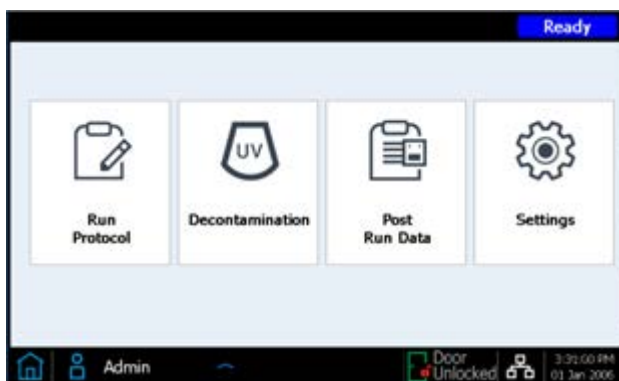 Ready
UV
Run
Protocol
Decontamination
Post
Run Data
Settings
Admin
Door
Unlocked
3:31:00 PM
01 Jan 2006